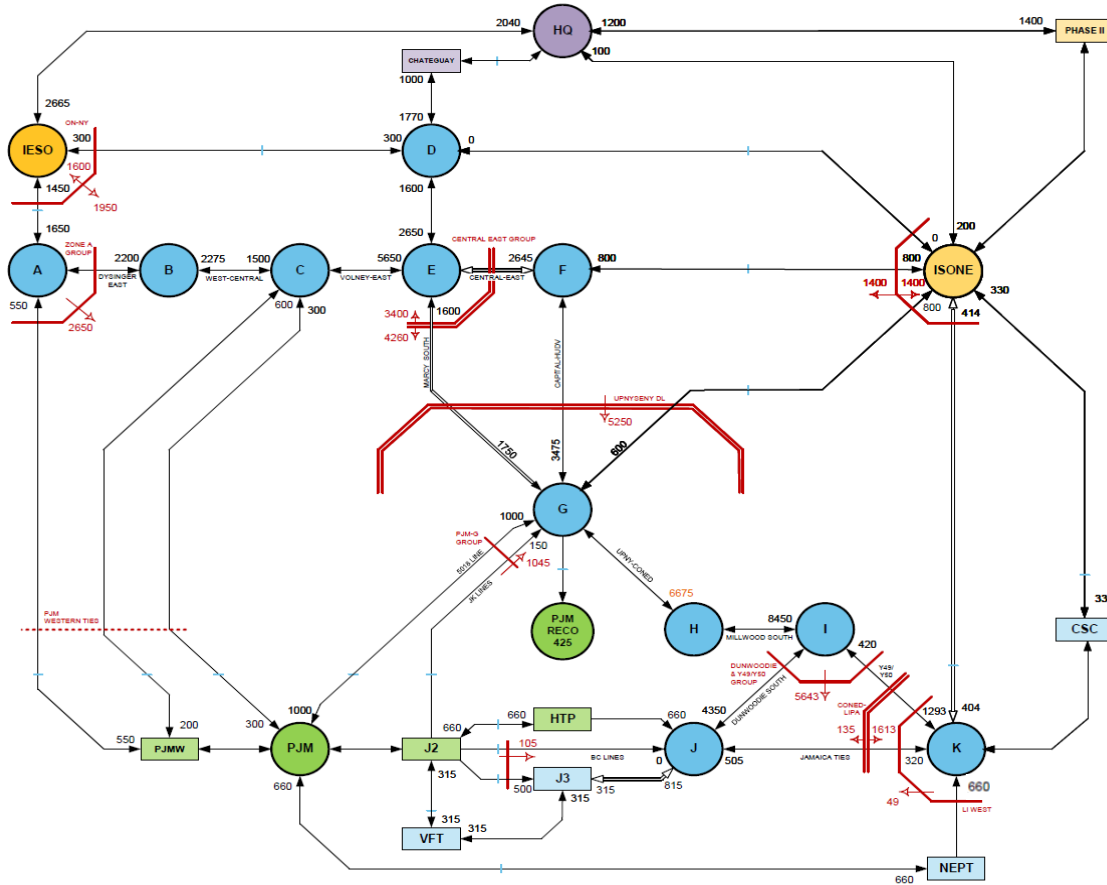 2040
HQ
1200
1400
PHASE II
100
CHATEGUAY
1000
2665
1770
ON-NY
300
300
D
0
IESO
1600
1450
1950
1600
1650
2650
200
0
ZONE A
GROUP
CENTRAL EAST GROUP
A
2200
B
2275
1500
C
5650
E
2645
F
800
800
ISONE
DYSINGER
EAST
WEST-CENTRAL
VOLNEY-EAST
CENTRAL-EAST
550
600
300
1400
1400
330
2650
3400
1600
800
414
4260
MARCY SOUTH
CAPITAL-HUDV
UPNYSENY DL
5250
1750
3475
600
G
1000
150
PJM-G
GROUP
1045
5018 LINE
JK LINES
UPNY-CONED
6675
PJM
WESTERN TIES
PJM
RECO
425
H
8450
MILLWOOD SOUTH
I
420
33
CSC
DUNWOODIE
& Y49/Y50
GROUP
Y49/
Y50
5643
DUNWOODIE SOUTH
CONED-
LIPA
1000
200
300
550
PJMW
PJM
660
660
HTP
660
4350
135
1613
1293
404
J2
105
J
K
BC LINES
0
505
JAMAICA TIES
320
660
315
500
J3
315
815
660
315
49
LI WEST
315
VFT
315
660
NEPT